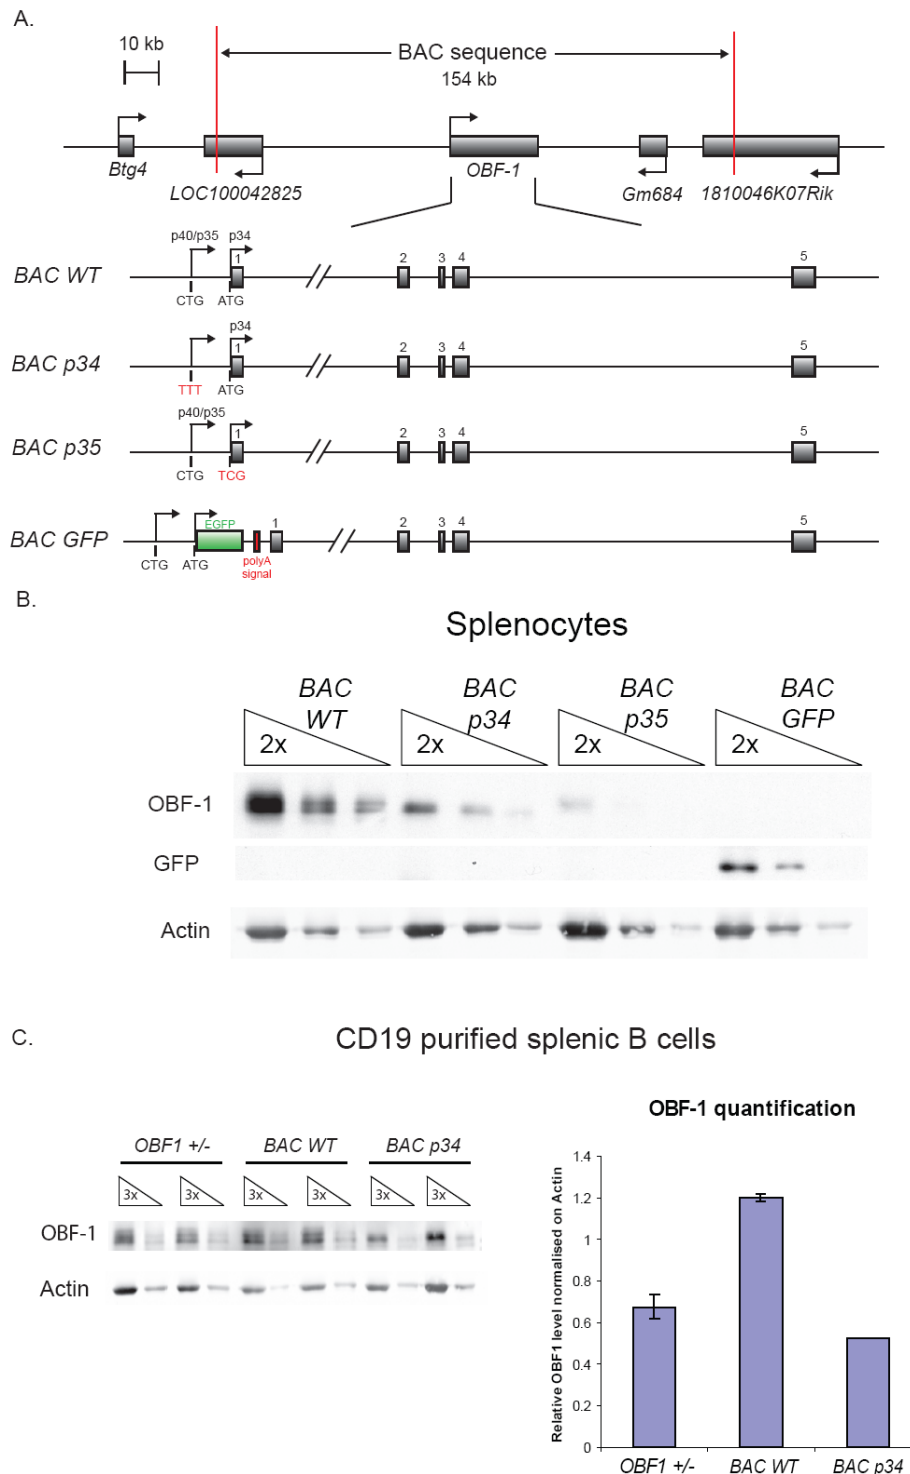 A.
10 kb
BAC sequence
154 kb
Btg4
LOC100042825
OBF-1
Gm684
1810046K07Rik
BAC WT
p40/p35
p34
1
2
3
4
5
CTG
ATG
BAC p34
p34
1
2
3
4
5
TTT
ATG
BAC p35
p40/p35
1
2
3
4
5
CTG
TCG
BAC GFP
EGFP
1
2
3
4
5
CTG
ATG
polyA
signal
B.
Splenocytes
BAC WT
BAC p34
BAC p35
BAC GFP
2x 2x 2x 2x
OBF-1
GFP
Actin
C.
CD19 purified splenic B cells
OBF1 +/- BAC WT BAC p34
3x 3x 3x 3x 3x 3x
OBF-1
Actin
OBF-1 quantification
Relative OBF1 level normalised on Actin
1.4
1.2
1
0.8
0.6
0.4
0.2
0
OBF1 +/- BAC WT BAC p34